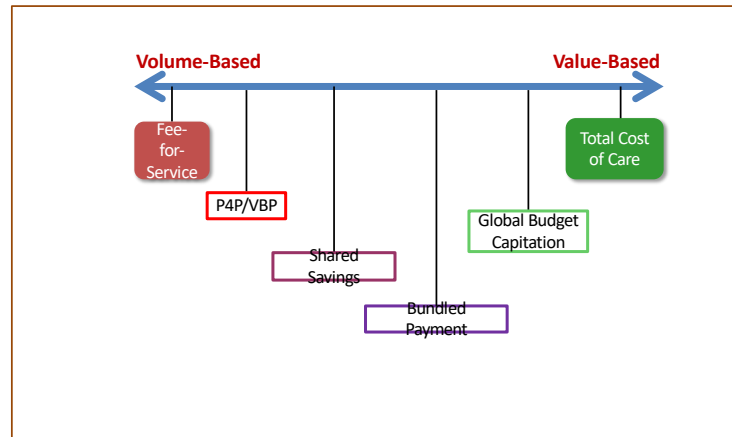 Volume-Based
Value-Based
Fee-
for-
Service
Total Cost
of Care
P4P/VBP
Global Budget
Capitation
Shared
Savings
Bundled
Payment